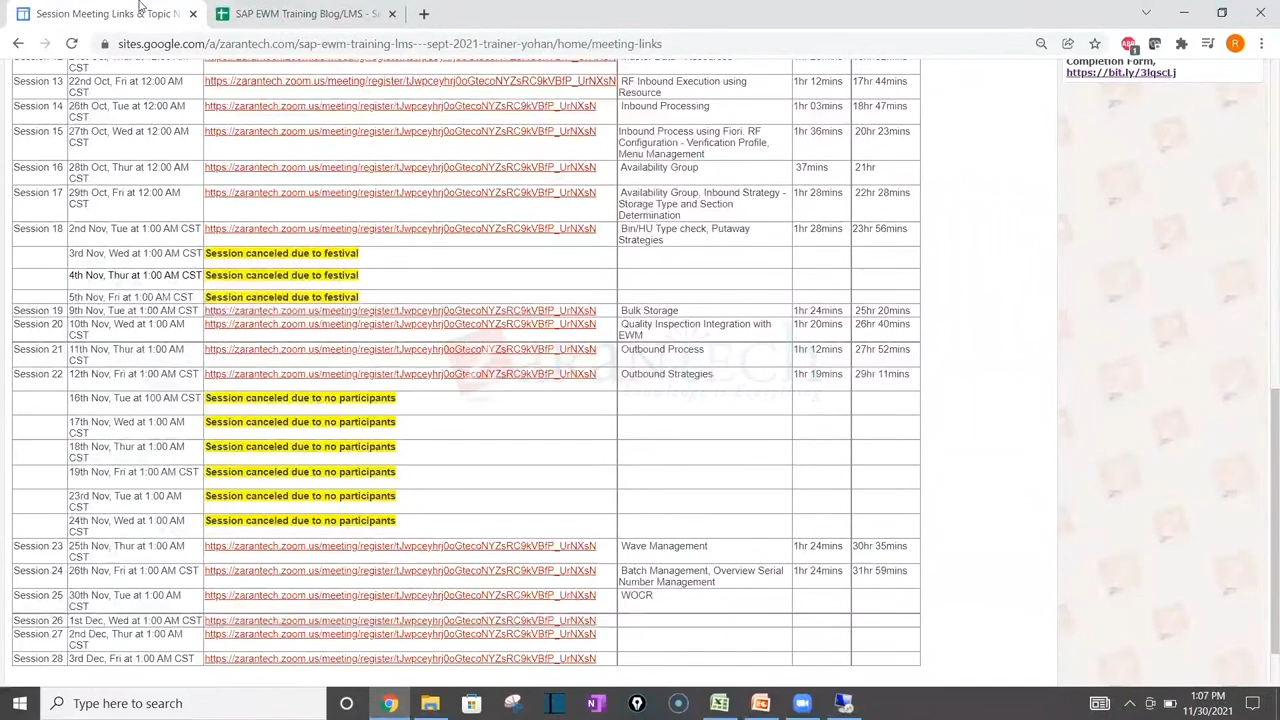 Session Meeting Links & Topic N
SAP EWM Training Blog/LMS - Se
sites.google.com/a/zarantech.com/sap-ewm-training-lms---sept-2021-trainer-yohan/home/meeting-links
Completion Form,
https://bit.ly/3lqscLj
CST
Session 13 22nd Oct, Fri at 12:00 AM CST https://zarantech.zoom.us/meeting/register/tJwpceyhrj0oGtecoNYZsRC9kVBfP_UrNXsN RF Inbound Execution using Resource 1hr 12mins 17hr 44mins
Session 14 26th Oct, Tue at 12:00 AM CST https://zarantech.zoom.us/meeting/register/tJwpceyhrj0oGtecoNYZsRC9kVBfP_UrNXsN Inbound Processing 1hr 03mins 18hr 47mins
Session 15 27th Oct, Wed at 12:00 AM CST https://zarantech.zoom.us/meeting/register/tJwpceyhrj0oGtecoNYZsRC9kVBfP_UrNXsN Inbound Process using Fiori. RF Configuration - Verification Profile, Menu Management 1hr 36mins 20hr 23mins
Session 16 28th Oct, Thur at 12:00 AM CST https://zarantech.zoom.us/meeting/register/tJwpceyhrj0oGtecoNYZsRC9kVBfP_UrNXsN Availability Group 37mins 21hr
Session 17 29th Oct, Fri at 12:00 AM CST https://zarantech.zoom.us/meeting/register/tJwpceyhrj0oGtecoNYZsRC9kVBfP_UrNXsN Availability Group, Inbound Strategy - Storage Type and Section Determination 1hr 28mins 22hr 28mins
Session 18 2nd Nov, Tue at 1:00 AM CST https://zarantech.zoom.us/meeting/register/tJwpceyhrj0oGtecoNYZsRC9kVBfP_UrNXsN Bin/HU Type check, Putaway Strategies 1hr 28mins 23hr 56mins
3rd Nov, Wed at 1:00 AM CST Session canceled due to festival
4th Nov, Thur at 1:00 AM CST Session canceled due to festival
5th Nov, Fri at 1:00 AM CST Session canceled due to festival
Session 19 9th Nov, Tue at 1:00 AM CST https://zarantech.zoom.us/meeting/register/tJwpceyhrj0oGtecoNYZsRC9kVBfP_UrNXsN Bulk Storage 1hr 24mins 25hr 20mins
Session 20 10th Nov, Wed at 1:00 AM CST https://zarantech.zoom.us/meeting/register/tJwpceyhrj0oGtecoNYZsRC9kVBfP_UrNXsN Quality Inspection Integration with EWM 1hr 20mins 26hr 40mins
Session 21 11th Nov, Thur at 1:00 AM CST https://zarantech.zoom.us/meeting/register/tJwpceyhrj0oGtecoNYZsRC9kVBfP_UrNXsN Outbound Process 1hr 12mins 27hr 52mins
Session 22 12th Nov, Fri at 1:00 AM CST https://zarantech.zoom.us/meeting/register/tJwpceyhrj0oGtecoNYZsRC9kVBfP_UrNXsN Outbound Strategies 1hr 19mins 29hr 11mins
16th Nov, Tue at 100 AM CST Session canceled due to no participants
17th Nov, Wed at 1:00 AM CST Session canceled due to no participants
18th Nov, Thur at 1:00 AM CST Session canceled due to no participants
19th Nov, Fri at 1:00 AM CST Session canceled due to no participants
23rd Nov, Tue at 1:00 AM CST Session canceled due to no participants
24th Nov, Wed at 1:00 AM CST Session canceled due to no participants
Session 23 25th Nov, Thur at 1:00 AM CST https://zarantech.zoom.us/meeting/register/tJwpceyhrj0oGtecoNYZsRC9kVBfP_UrNXsN Wave Management 1hr 24mins 30hr 35mins
Session 24 26th Nov, Fri at 1:00 AM CST https://zarantech.zoom.us/meeting/register/tJwpceyhrj0oGtecoNYZsRC9kVBfP_UrNXsN Batch Management, Overview Serial Number Management 1hr 24mins 31hr 59mins
Session 25 30th Nov, Tue at 1:00 AM CST https://zarantech.zoom.us/meeting/register/tJwpceyhrj0oGtecoNYZsRC9kVBfP_UrNXsN WOCR
Session 26 1st Dec, Wed at 1:00 AM CST https://zarantech.zoom.us/meeting/register/tJwpceyhrj0oGtecoNYZsRC9kVBfP_UrNXsN
Session 27 2nd Dec, Thur at 1:00 AM CST https://zarantech.zoom.us/meeting/register/tJwpceyhrj0oGtecoNYZsRC9kVBfP_UrNXsN
Session 28 3rd Dec, Fri at 1:00 AM CST https://zarantech.zoom.us/meeting/register/tJwpceyhrj0oGtecoNYZsRC9kVBfP_UrNXsN
ZaranTech
Type here to search
1:07 PM
11/30/2021